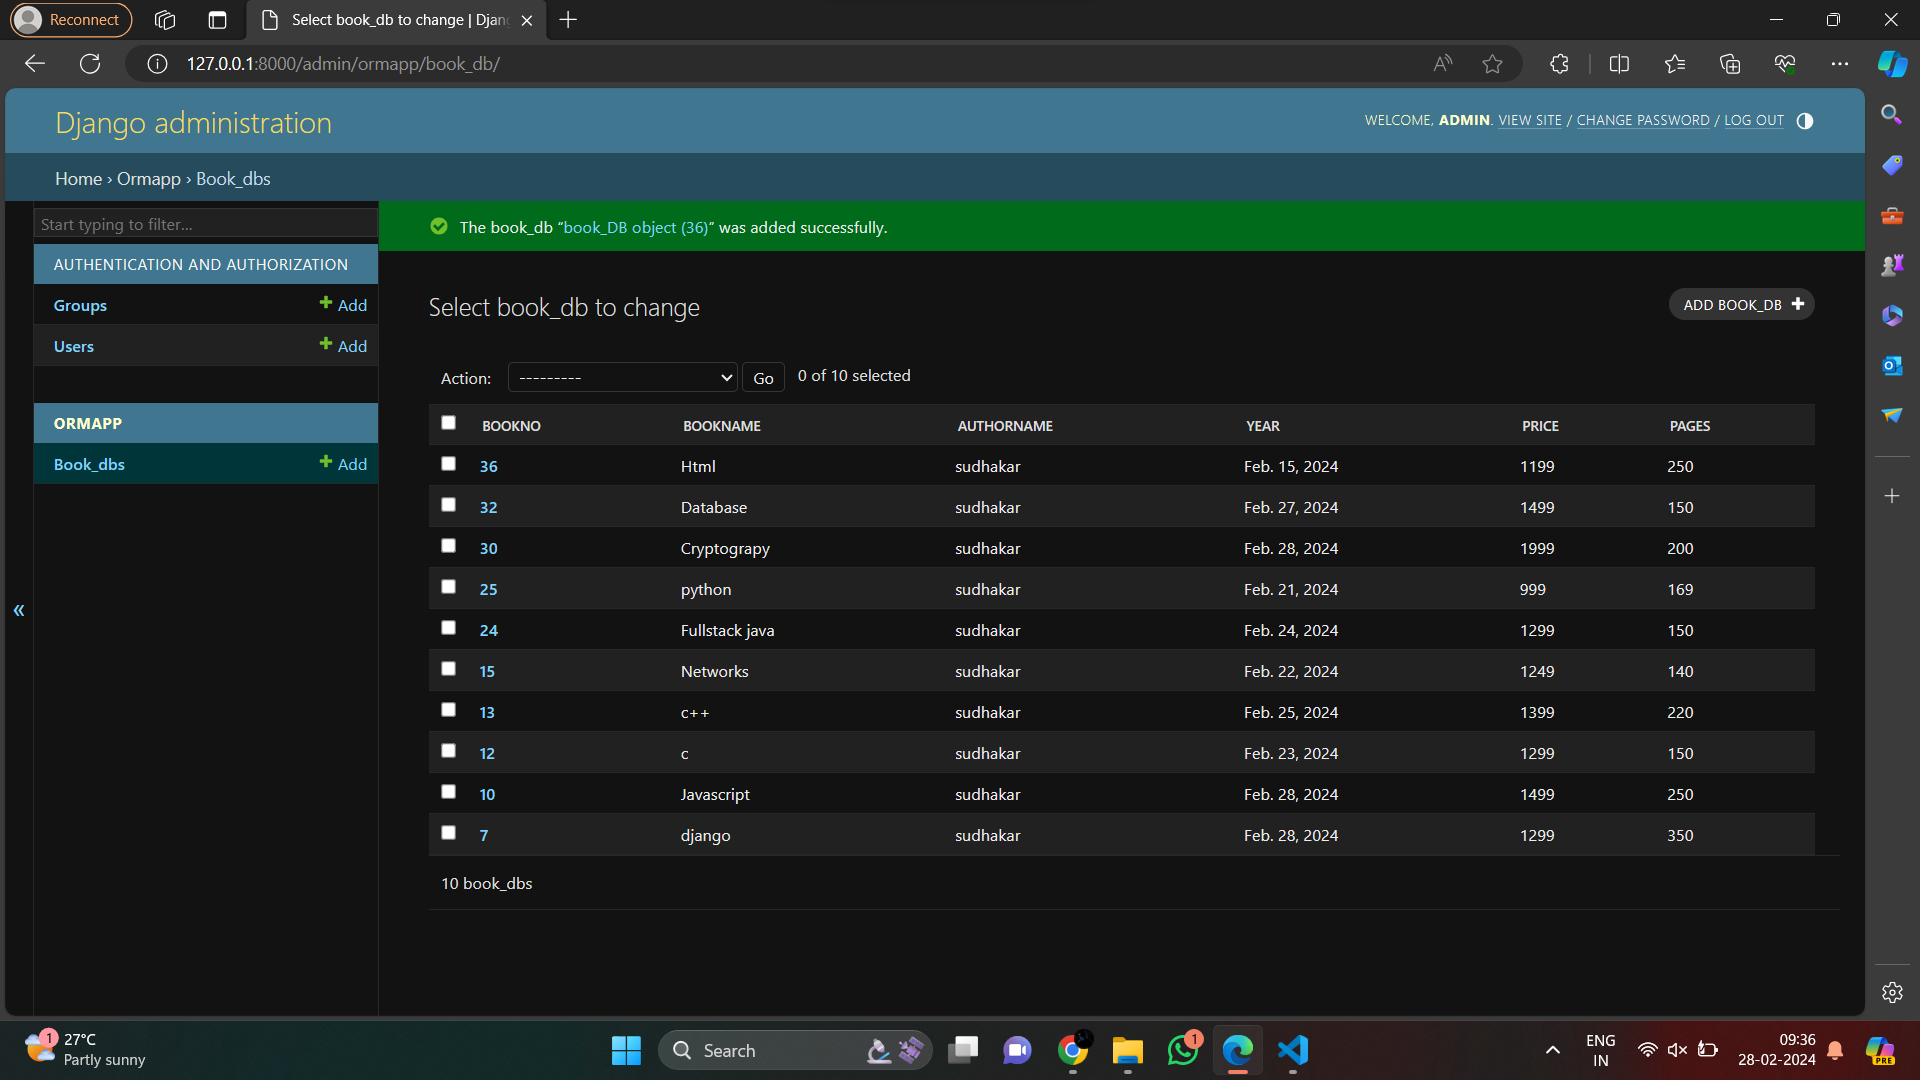 Reconnect
Select book_db to change | Djang
127.0.0.1:8000/admin/ormapp/book_db/
Django administration
WELCOME, ADMIN. VIEW SITE / CHANGE PASSWORD / LOG OUT
Home › Ormapp › Book_dbs
Start typing to filter...
The book_db “book_DB object (36)” was added successfully.
AUTHENTICATION AND AUTHORIZATION
Groups Add
Users Add
ORMAPP
Book_dbs Add
«
Select book_db to change
ADD BOOK_DB
Action: --------- Go 0 of 10 selected
BOOKNO BOOKNAME AUTHORNAME YEAR PRICE PAGES
36 Html sudhakar Feb. 15, 2024 1199 250
32 Database sudhakar Feb. 27, 2024 1499 150
30 Cryptograpy sudhakar Feb. 28, 2024 1999 200
25 python sudhakar Feb. 21, 2024 999 169
24 Fullstack java sudhakar Feb. 24, 2024 1299 150
15 Networks sudhakar Feb. 22, 2024 1249 140
13 c++ sudhakar Feb. 25, 2024 1399 220
12 c sudhakar Feb. 23, 2024 1299 150
10 Javascript sudhakar Feb. 28, 2024 1499 250
7 django sudhakar Feb. 28, 2024 1299 350
10 book_dbs
1
27°C
Partly sunny
Search
1
ENG
IN
09:36
28-02-2024
PRE